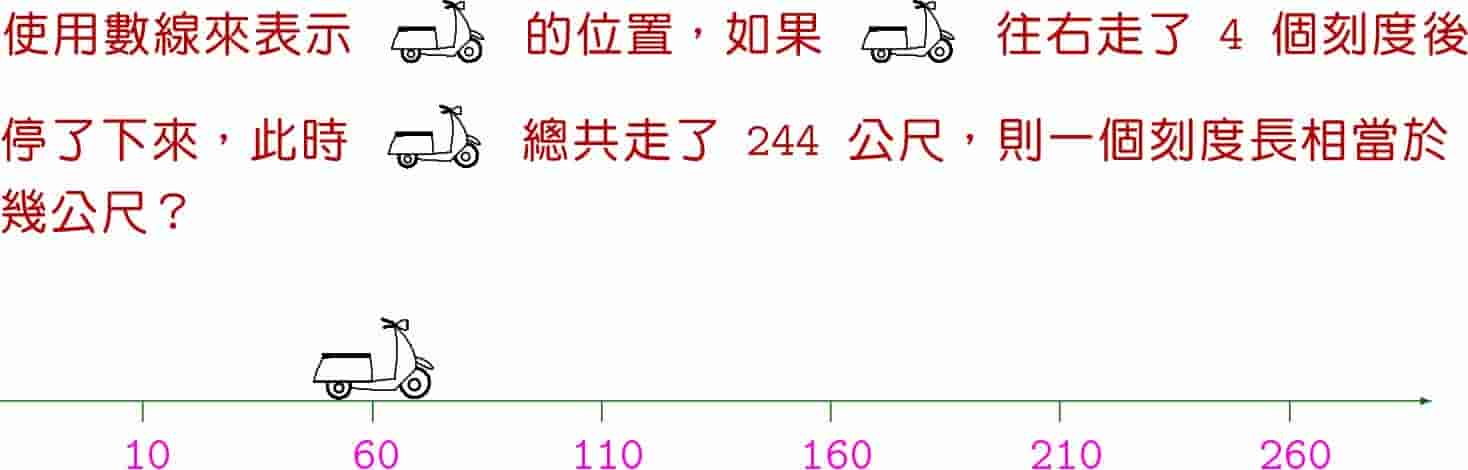 使用數線來表示 的位置，如果 往右走了 4 個刻度後
停了下來，此時 總共走了 244 公尺，則一個刻度長相當於
幾公尺？
10 60 110 160 210 260